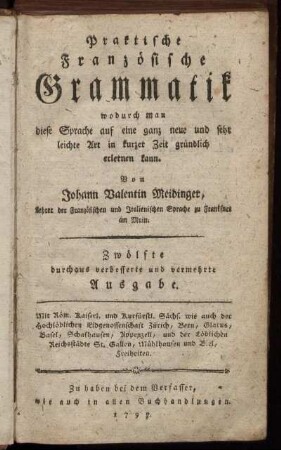 Praktische
Französische
Grammatik
wodurch man
diese Sprache auf eine ganz neue und sehr
leichte Art in kurzer Zeit gründlich
erlernen kann.
Von
Johann Valentin Meidinger,
Lehrer der Französischen und Italienischen Sprache zu Frankfurt
am Main.
Zwölfte
durchaus verbesserte und vermehrte
Ausgabe.
Mit Röm. Kaiserl. und Kurfürstl. Sächs. wie auch der
Hochlöblichen Eidgenossenschaft Zürich, Bern, Glarus,
Basel, Schafhausen, Appenzell, und der Löblichen
Reichsstädte St. Gallen, Mühlhausen und Biel,
Freiheiten.
Zu haben bei dem Verfasser,
wie auch in allen Buchhandlungen.